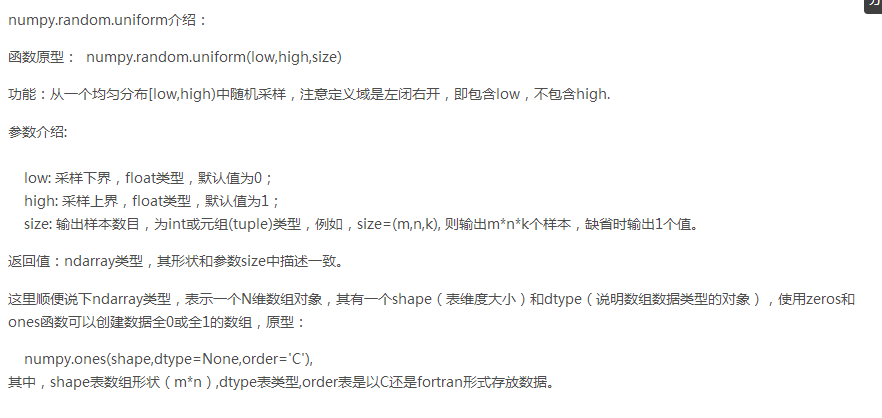 numpy.random.uniform介绍：
函数原型： numpy.random.uniform(low,high,size)
功能：从一个均匀分布[low,high)中随机采样，注意定义域是左闭右开，即包含low，不包含high.
参数介绍:
low: 采样下界，float类型，默认值为0；
high: 采样上界，float类型，默认值为1；
size: 输出样本数目，为int或元组(tuple)类型，例如，size=(m,n,k), 则输出m*n*k个样本，缺省时输出1个值。
返回值：ndarray类型，其形状和参数size中描述一致。
这里顺便说下ndarray类型，表示一个N维数组对象，其有一个shape（表维度大小）和dtype（说明数组数据类型的对象），使用zeros和
ones函数可以创建数据全0或全1的数组，原型：
numpy.ones(shape,dtype=None,order='C'),
其中，shape表数组形状（m*n）,dtype表类型,order表是以C还是fortran形式存放数据。